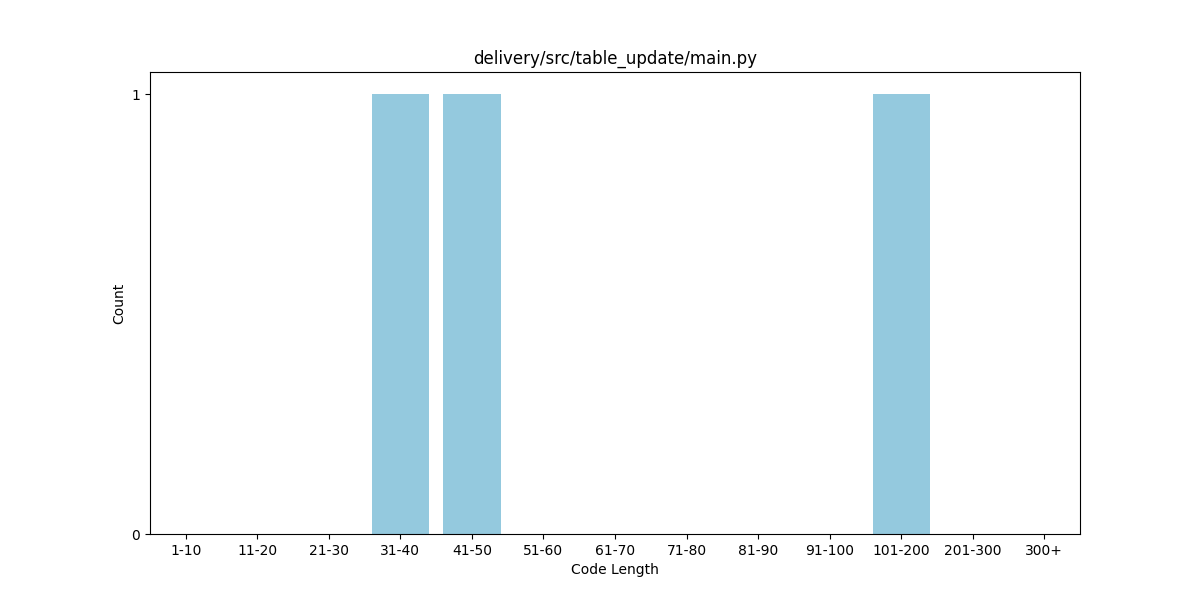 delivery/src/table_update/main.py
1
Count
0
1-10 11-20 21-30 31-40 41-50 51-60 61-70 71-80 81-90 91-100 101-200 201-300 300+
Code Length